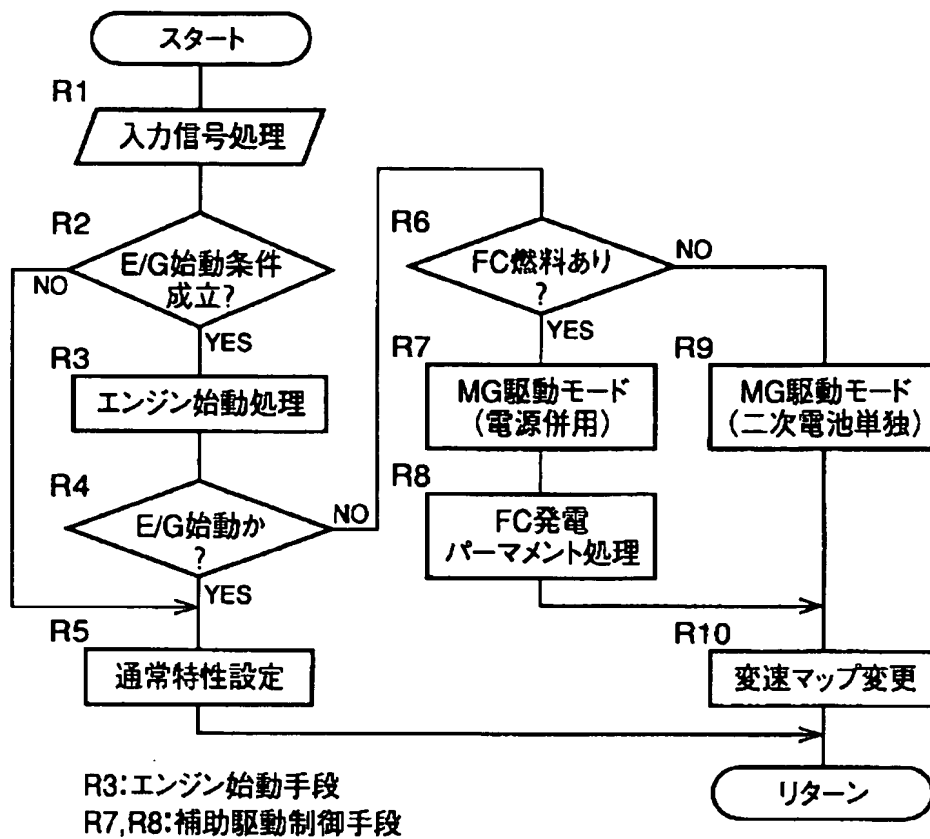 スタート
R1
入力信号処理
R2
E/G始動条件
成立?
NO
YES
R3
エンジン始動処理
R4
E/G始動か
?
NO
YES
R5
通常特性設定
R6
FC燃料あり
?
NO
YES
R7
MG駆動モード
(電源併用)
R8
FC発電
パーマメント処理
R9
MG駆動モード
(二次電池単独)
R10
変速マップ変更
リターン
R3:エンジン始動手段
R7,R8:補助駆動制御手段